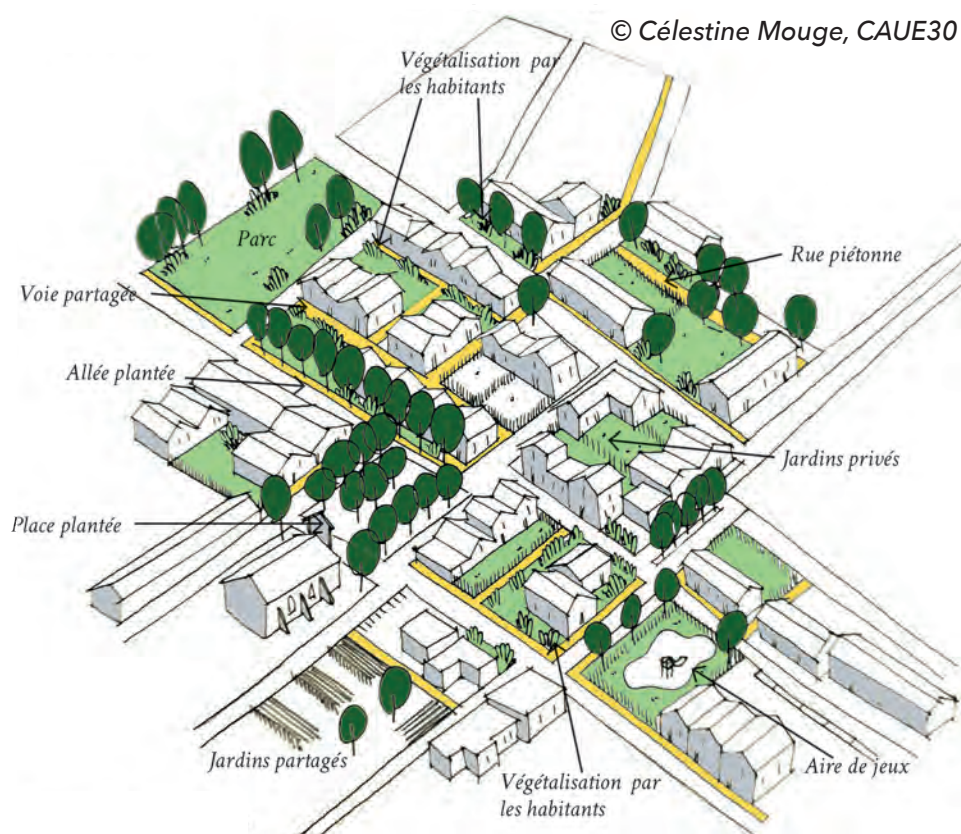 © Célestine Mouge, CAUE30
Végétalisation par
les habitants
Parc
Rue piétonne
Voie partagée
Allée plantée
Jardins privés
Place plantée
Jardins partagés
Végétalisation par
les habitants
Aire de jeux